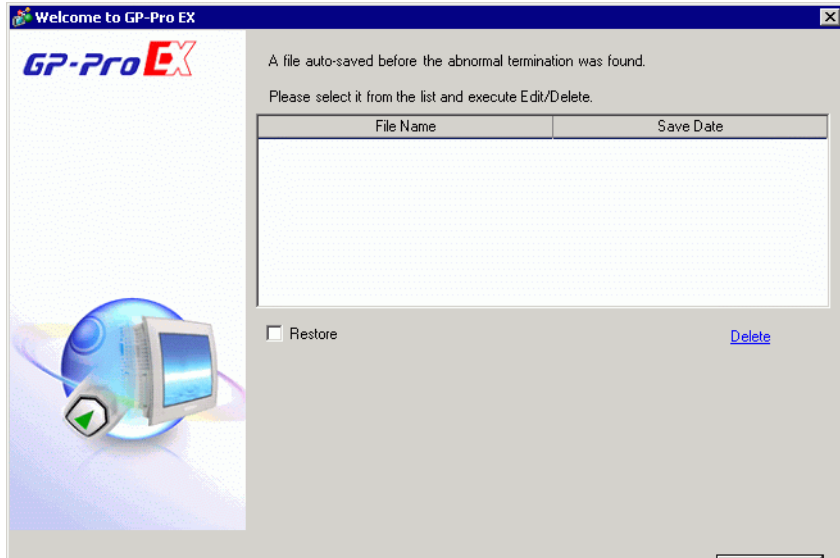 Welcome to GP-Pro EX
GP-Pro EX
A file auto-saved before the abnormal termination was found.
Please select it from the list and execute Edit/Delete.
File Name
Save Date
Restore
Delete